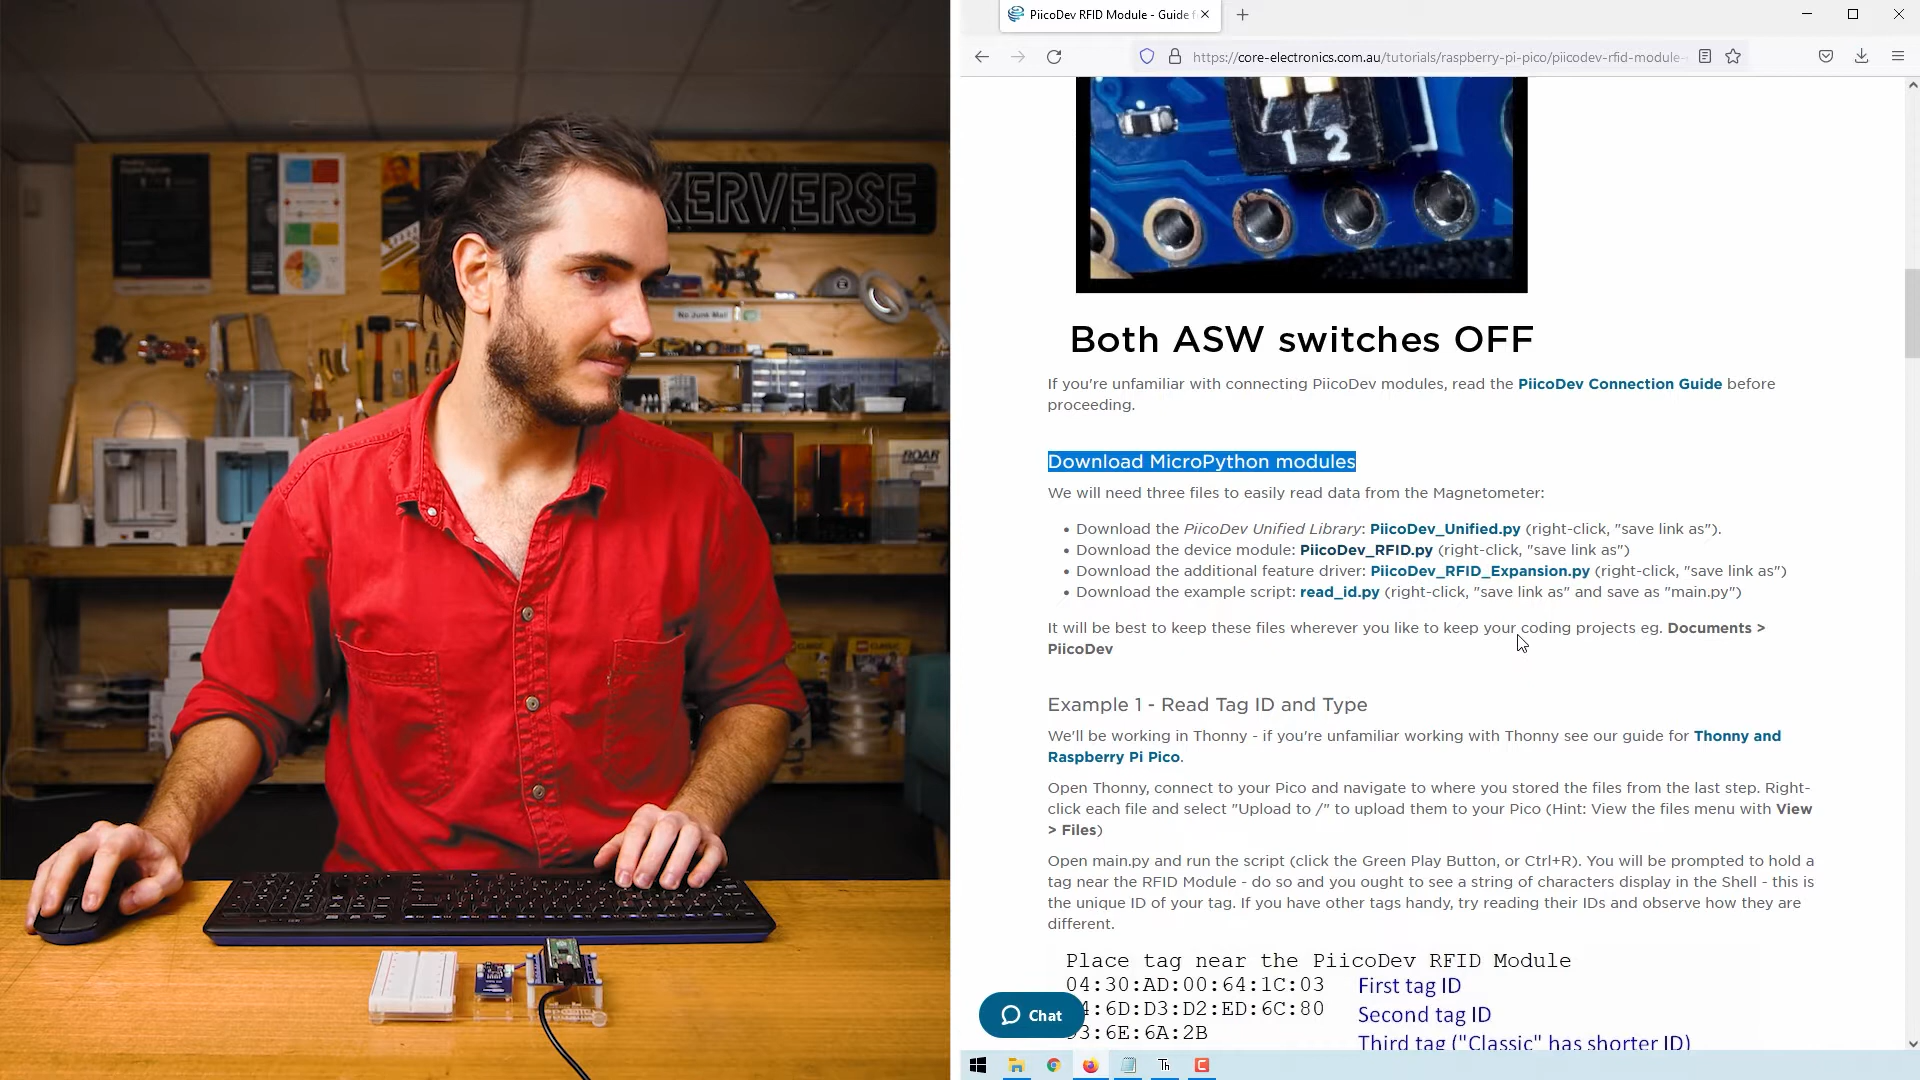 KERVERSE
No Junk Mail
ROAR
PiicoDev RFID Module - Guide f
https://core-electronics.com.au/tutorials/raspberry-pi-pico/piicodev-rfid-module-
1 2
Both ASW switches OFF
If you're unfamiliar with connecting PiicoDev modules, read the PiicoDev Connection Guide before
proceeding.
Download MicroPython modules
We will need three files to easily read data from the Magnetometer:
• Download the PiicoDev Unified Library: PiicoDev_Unified.py (right-click, "save link as").
• Download the device module: PiicoDev_RFID.py (right-click, "save link as")
• Download the additional feature driver: PiicoDev_RFID_Expansion.py (right-click, "save link as")
• Download the example script: read_id.py (right-click, "save link as" and save as "main.py")
It will be best to keep these files wherever you like to keep your coding projects eg. Documents >
PiicoDev
Example 1 - Read Tag ID and Type
We'll be working in Thonny - if you're unfamiliar working with Thonny see our guide for Thonny and
Raspberry Pi Pico.
Open Thonny, connect to your Pico and navigate to where you stored the files from the last step. Right-
click each file and select "Upload to /" to upload them to your Pico (Hint: View the files menu with View
> Files)
Open main.py and run the script (click the Green Play Button, or Ctrl+R). You will be prompted to hold a
tag near the RFID Module - do so and you ought to see a string of characters display in the Shell - this is
the unique ID of your tag. If you have other tags handy, try reading their IDs and observe how they are
different.
Place tag near the PiicoDev RFID Module
04:30:AD:00:64:1C:03 First tag ID
4:6D:D3:D2:ED:6C:80 Second tag ID
3:6E:6A:2B Third tag ("Classic" has shorter ID)
Chat
Th